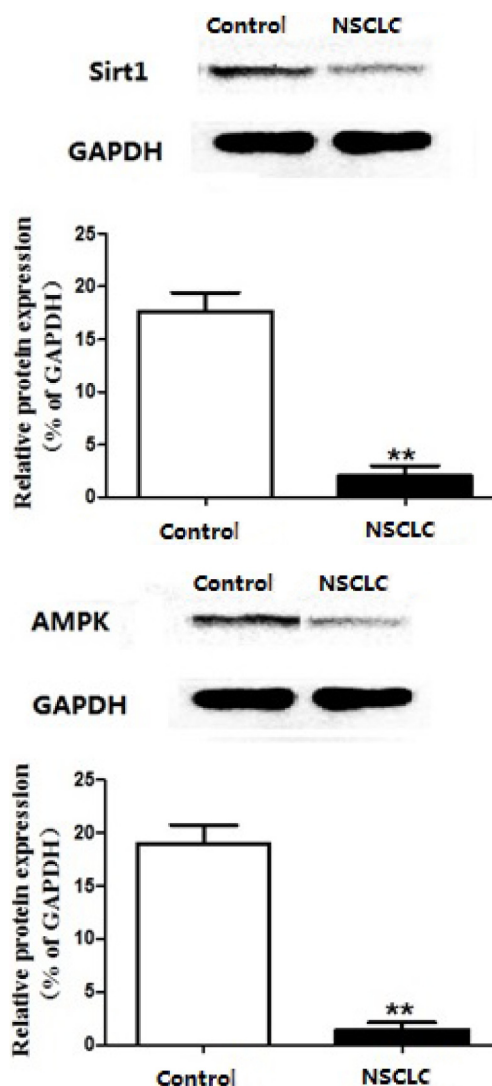 Control NSCLC
Sirt1
GAPDH
Relative protein expression
(% of GAPDH)
25
20
15
10
5
0
**
Control NSCLC
Control NSCLC
AMPK
GAPDH
Relative protein expression
(% of GAPDH)
25
20
15
10
5
0
**
Control NSCLC